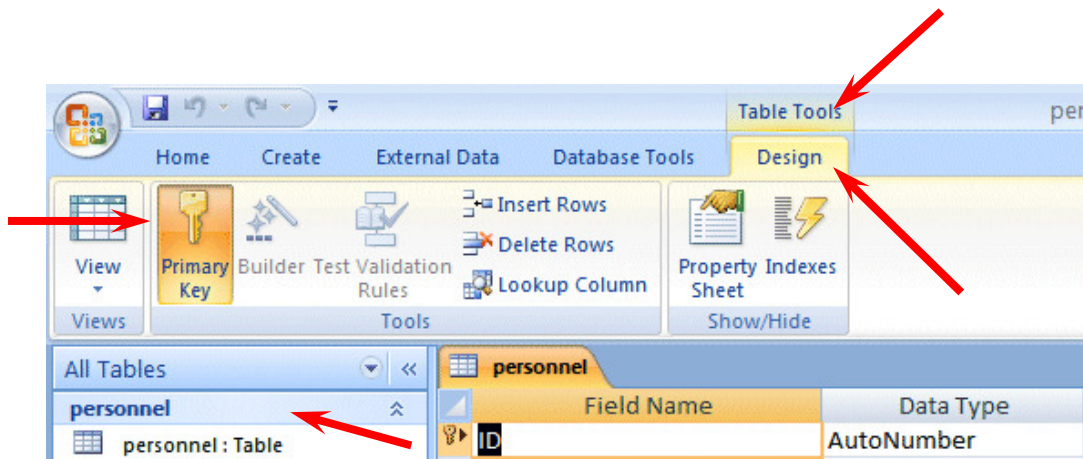 Table Tools
per
Home Create External Data Database Tools Design
Insert Rows
Delete Rows
Lookup Column
View
Primary Key
Builder
Test Validation Rules
Property Sheet
Indexes
Views
Tools
Show/Hide
All Tables
personnel
personnel
Field Name Data Type
personnel : Table
ID AutoNumber